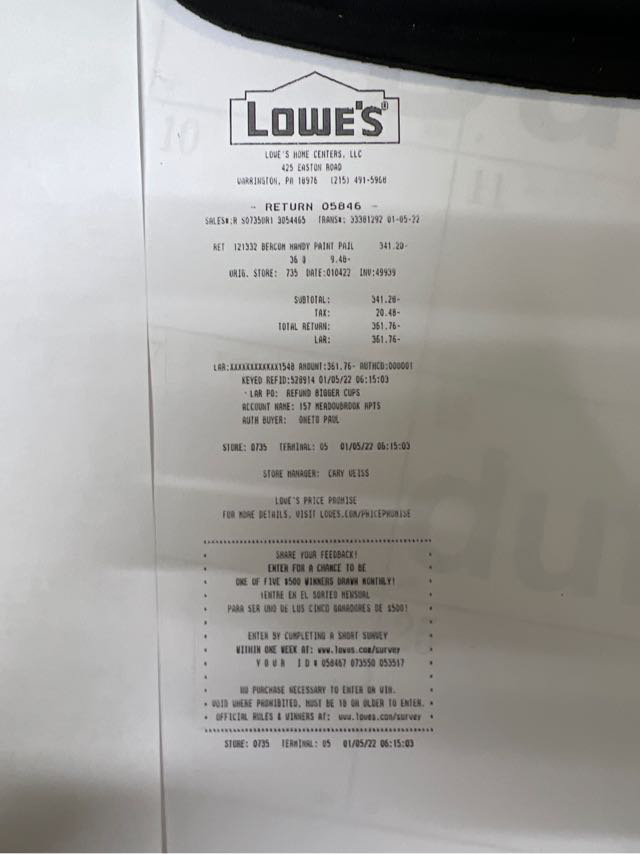 LOWE'S®
LOWE'S HOME CENTERS, LLC
425 EASTON ROAD
WARRINGTON, PA 18976 (215) 491-5968
- RETURN 05846 -
SALES#:R S0735DR1 3054465 TRANS#: 33381292 01-05-22
RET 121332 BERCOM HANDY PAINT PAIL 341.28-
36 @ 9.48-
ORIG. STORE: 735 DATE:010422 INV:49939
SUBTOTAL: 341.28-
TAX: 20.48-
TOTAL RETURN: 361.76-
LAR: 361.76-
LAR:XXXXXXXXXXXX1548 AMOUNT:361.76- AUTHCD:000001
KEYED REFID:528914 01/05/22 06:15:03
LAR PO: REFUND BIGGER CUPS
ACCOUNT NAME: 157 MEADOWBROOK APTS
AUTH BUYER: ONETO PAUL
STORE: 0735 TERMINAL: 05 01/05/22 06:15:03
STORE MANAGER: CARY WEISS
LOWE'S PRICE PROMISE
FOR MORE DETAILS, VISIT LOWES.COM/PRICEPROMISE
SHARE YOUR FEEDBACK!
ENTER FOR A CHANCE TO BE
ONE OF FIVE $500 WINNERS DRAWN MONTHLY!
¡ENTRE EN EL SORTEO MENSUAL
PARA SER UNO DE LOS CINCO GANADORES DE $500!
ENTER BY COMPLETING A SHORT SURVEY
WITHIN ONE WEEK AT: www.lowes.com/survey
Y O U R I D # 058467 073550 053517
NO PURCHASE NECESSARY TO ENTER OR WIN.
VOID WHERE PROHIBITED. MUST BE 18 OR OLDER TO ENTER.
OFFICIAL RULES & WINNERS AT: www.lowes.com/survey
STORE: 0735 TERMINAL: 05 01/05/22 06:15:03